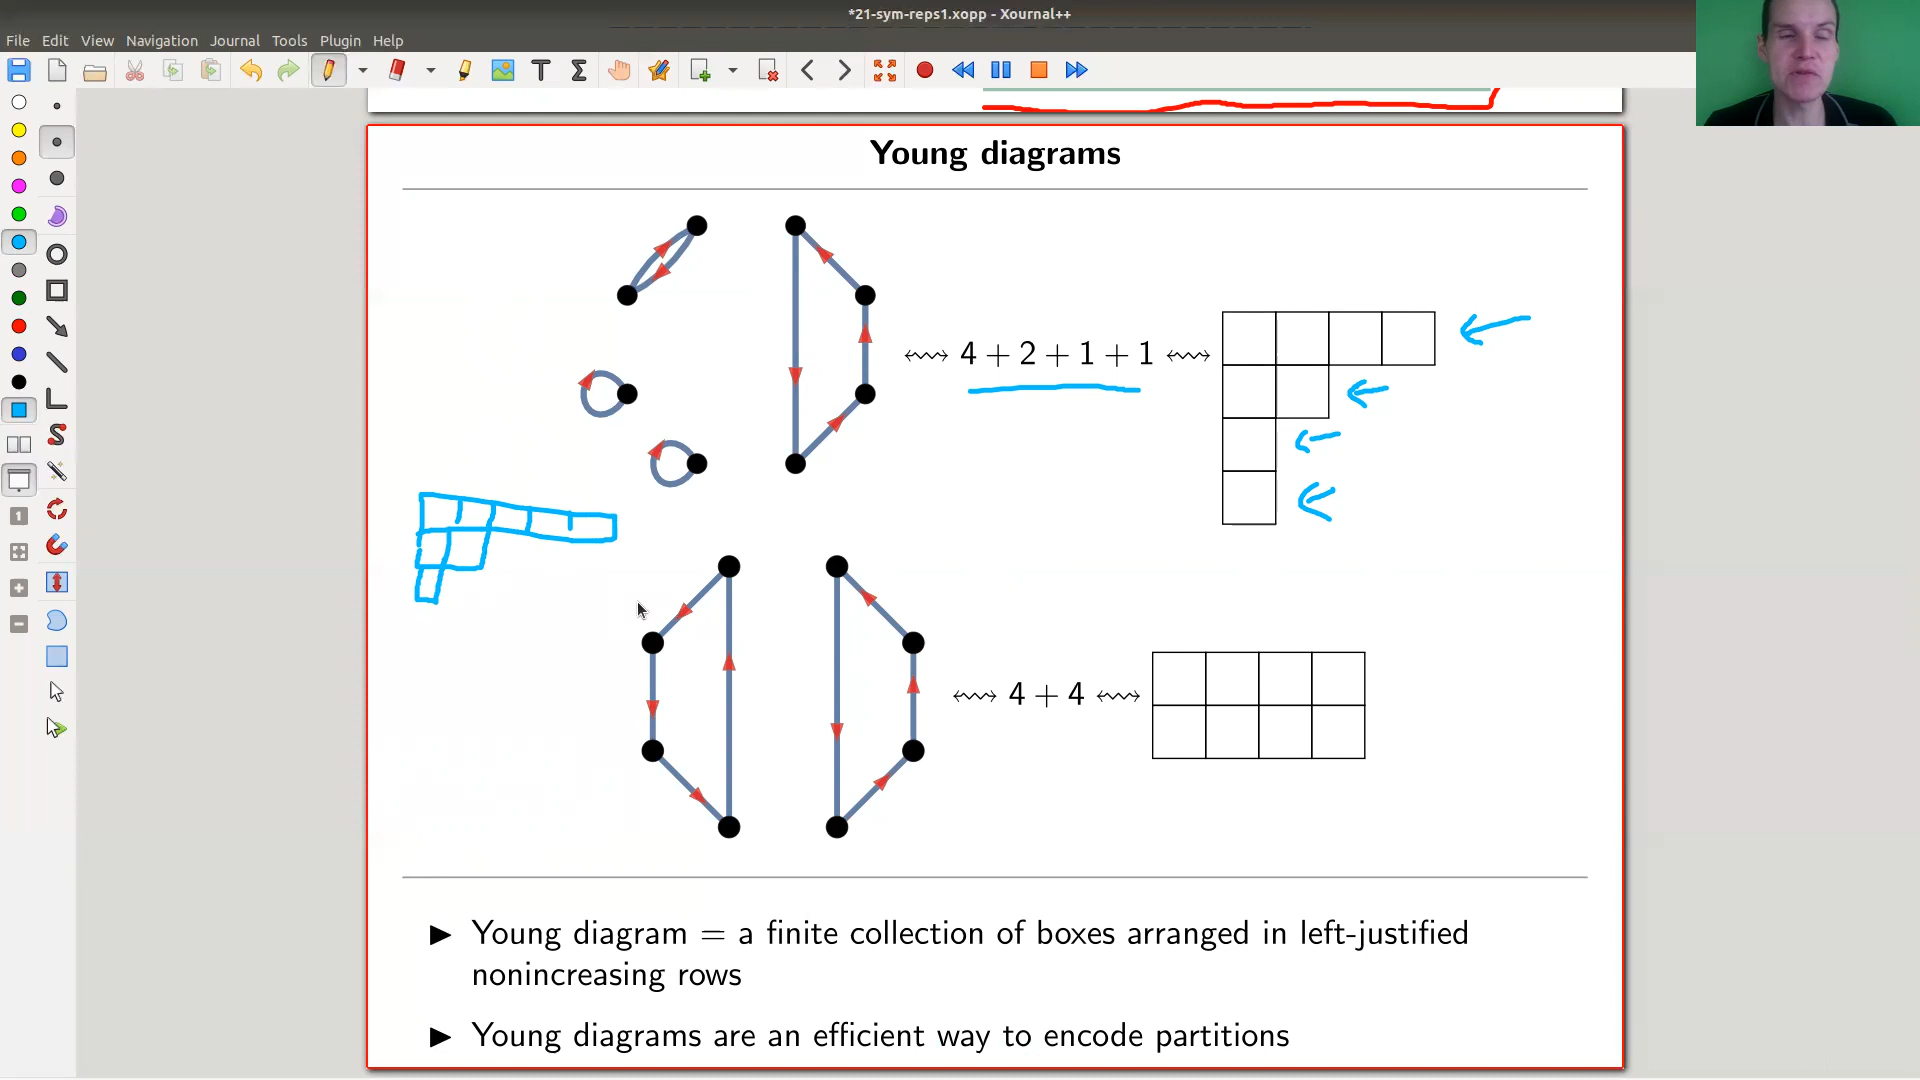 *21-sym-reps1.xopp - Xournal++
File Edit View Navigation Journal Tools Plugin Help
Young diagrams
⇝ 4 + 2 + 1 + 1 ⇝
⇝ 4 + 4 ⇝
▶ Young diagram = a finite collection of boxes arranged in left-justified
nonincreasing rows
▶ Young diagrams are an efficient way to encode partitions